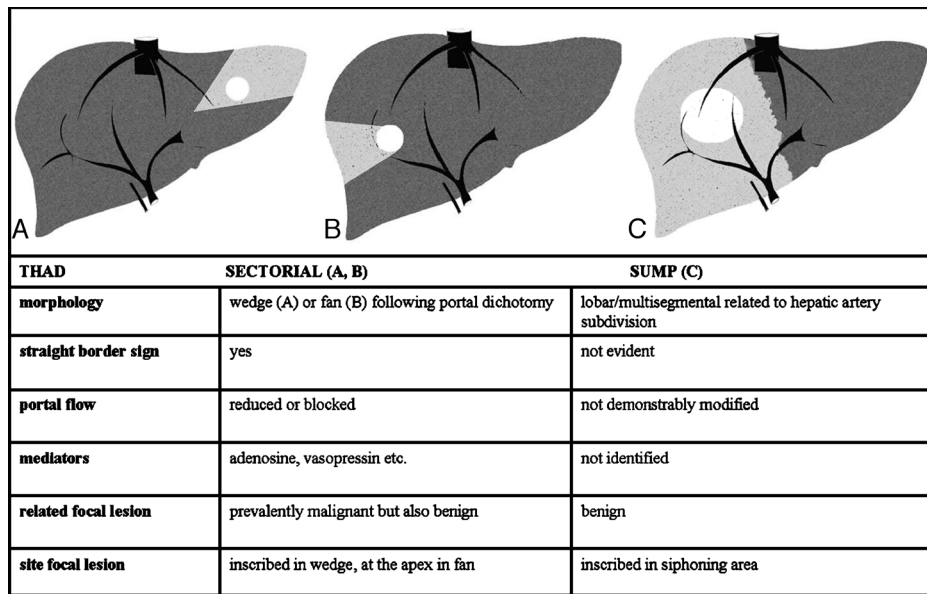 A
B
C
THAD SECTORIAL (A, B) SUMP (C)
morphology wedge (A) or fan (B) following portal dichotomy lobar/multisegmental related to hepatic artery
subdivision
straight border sign yes not evident
portal flow reduced or blocked not demonstrably modified
mediators adenosine, vasopressin etc. not identified
related focal lesion prevalently malignant but also benign benign
site focal lesion inscribed in wedge, at the apex in fan inscribed in siphoning area